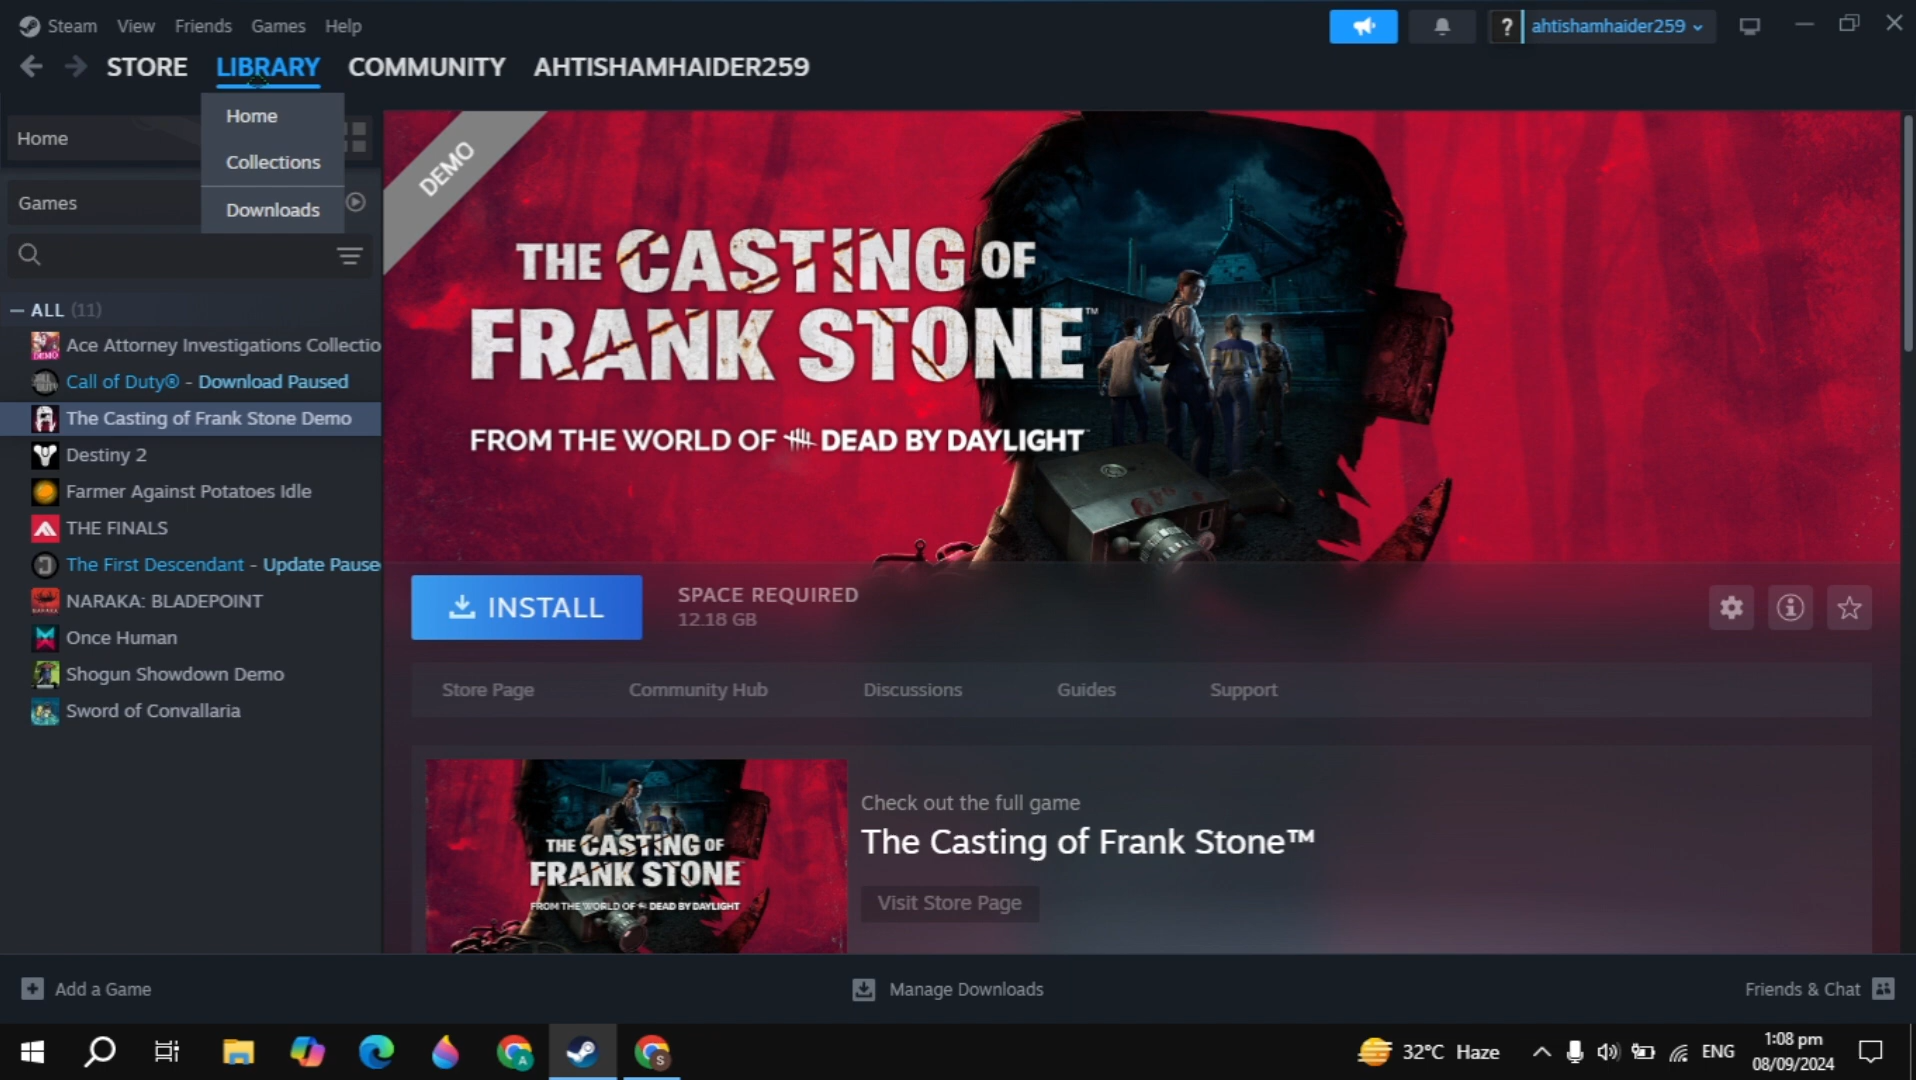 Steam View Friends Games Help
? ahtishamhaider259
STORE LIBRARY COMMUNITY AHTISHAMHAIDER259
Home
Collections
Downloads
Home
Games
— ALL (11)
Ace Attorney Investigations Collectio
Call of Duty® - Download Paused
The Casting of Frank Stone Demo
Destiny 2
Farmer Against Potatoes Idle
THE FINALS
The First Descendant - Update Pause
NARAKA: BLADEPOINT
Once Human
Shogun Showdown Demo
Sword of Convallaria
DEMO
THE CASTING OF
FRANK STONE™
FROM THE WORLD OF DEAD BY DAYLIGHT
INSTALL
SPACE REQUIRED
12.18 GB
Store Page Community Hub Discussions Guides Support
THE CASTING OF
FRANK STONE
FROM THE WORLD OF DEAD BY DAYLIGHT
Check out the full game
The Casting of Frank Stone™
Visit Store Page
Add a Game
Manage Downloads
Friends & Chat
32°C Haze
ENG
1:08 pm
08/09/2024